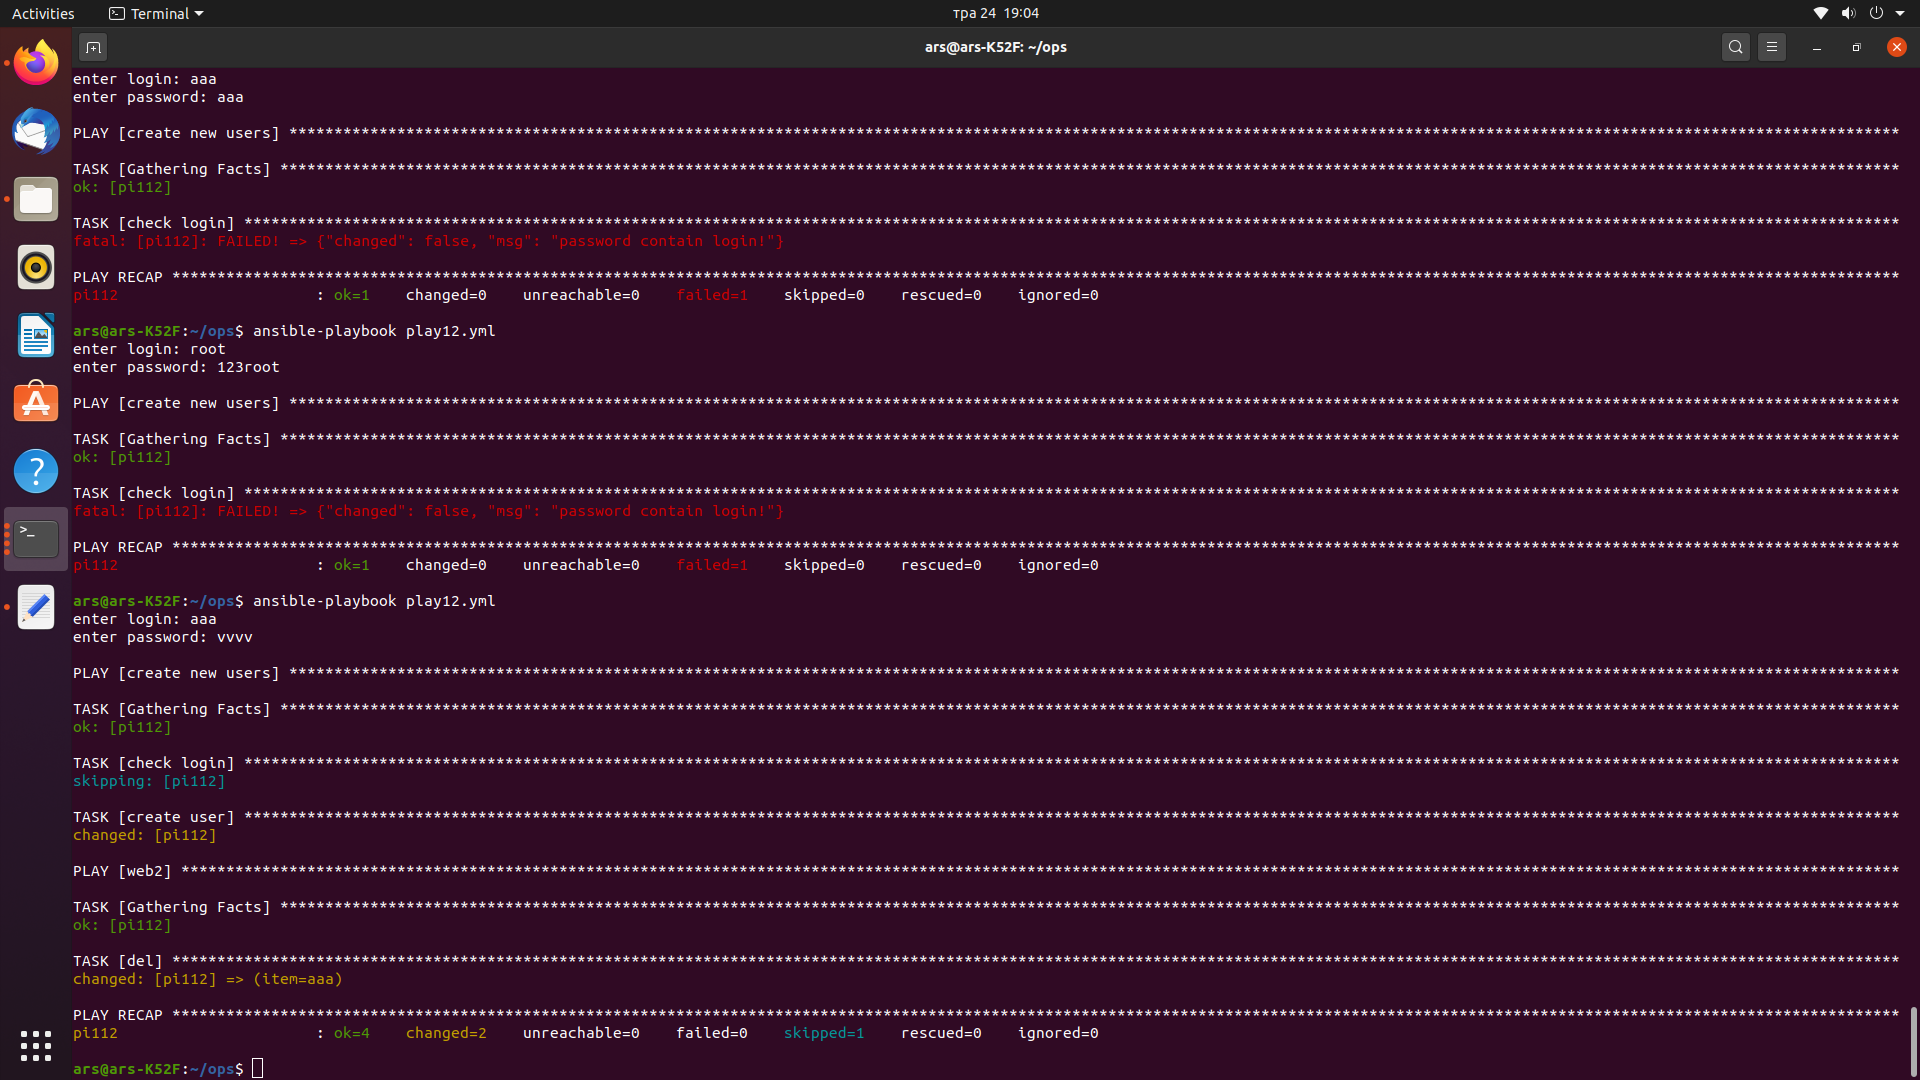 Activities
Terminal
тра 24 19:04
ars@ars-K52F: ~/ops
enter login: aaa
enter password: aaa
PLAY [create new users] ***********************************************************************************************************************************************************************************
TASK [Gathering Facts] ************************************************************************************************************************************************************************************
ok: [pi112]
TASK [check login] ****************************************************************************************************************************************************************************************
fatal: [pi112]: FAILED! => {"changed": false, "msg": "password contain login!"}
PLAY RECAP ************************************************************************************************************************************************************************************************
pi112 : ok=1 changed=0 unreachable=0 failed=1 skipped=0 rescued=0 ignored=0
ars@ars-K52F:~/ops$ ansible-playbook play12.yml
enter login: root
enter password: 123root
PLAY [create new users] ***********************************************************************************************************************************************************************************
TASK [Gathering Facts] ************************************************************************************************************************************************************************************
ok: [pi112]
TASK [check login] ****************************************************************************************************************************************************************************************
fatal: [pi112]: FAILED! => {"changed": false, "msg": "password contain login!"}
PLAY RECAP ************************************************************************************************************************************************************************************************
pi112 : ok=1 changed=0 unreachable=0 failed=1 skipped=0 rescued=0 ignored=0
ars@ars-K52F:~/ops$ ansible-playbook play12.yml
enter login: aaa
enter password: vvvv
PLAY [create new users] ***********************************************************************************************************************************************************************************
TASK [Gathering Facts] ************************************************************************************************************************************************************************************
ok: [pi112]
TASK [check login] ****************************************************************************************************************************************************************************************
skipping: [pi112]
TASK [create user] ****************************************************************************************************************************************************************************************
changed: [pi112]
PLAY [web2] ***********************************************************************************************************************************************************************************************
TASK [Gathering Facts] ************************************************************************************************************************************************************************************
ok: [pi112]
TASK [del] ************************************************************************************************************************************************************************************************
changed: [pi112] => (item=aaa)
PLAY RECAP ************************************************************************************************************************************************************************************************
pi112 : ok=4 changed=2 unreachable=0 failed=0 skipped=1 rescued=0 ignored=0
ars@ars-K52F:~/ops$